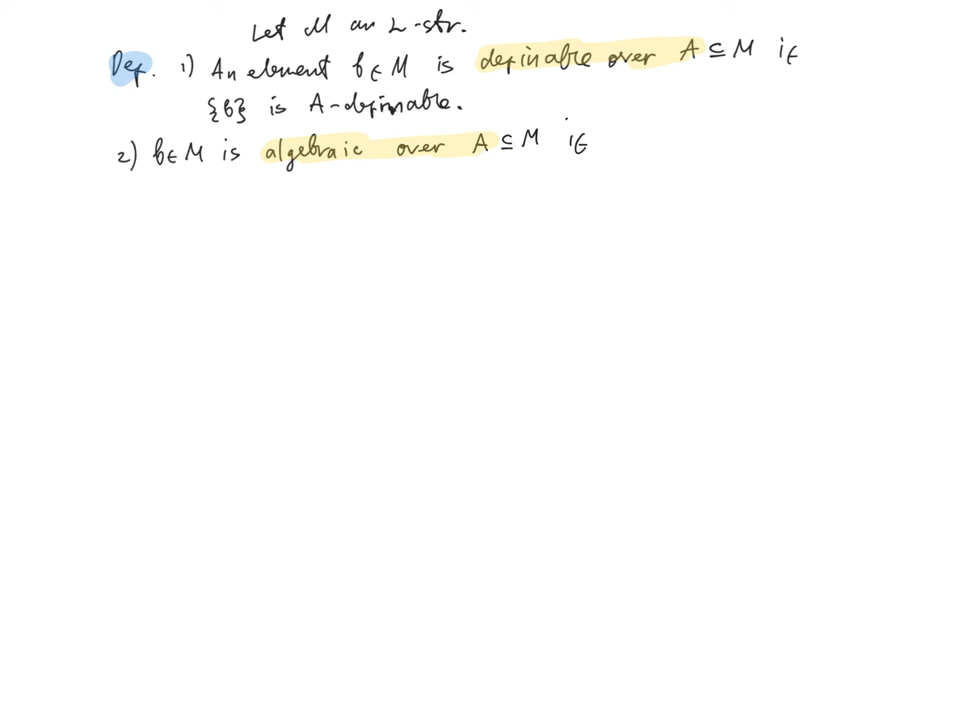 Let M an L-str.
Def. 1) An element b ∈ M is definable over A ⊆ M if
{b} is A-definable.
2) b ∈ M is algebraic over A ⊆ M if